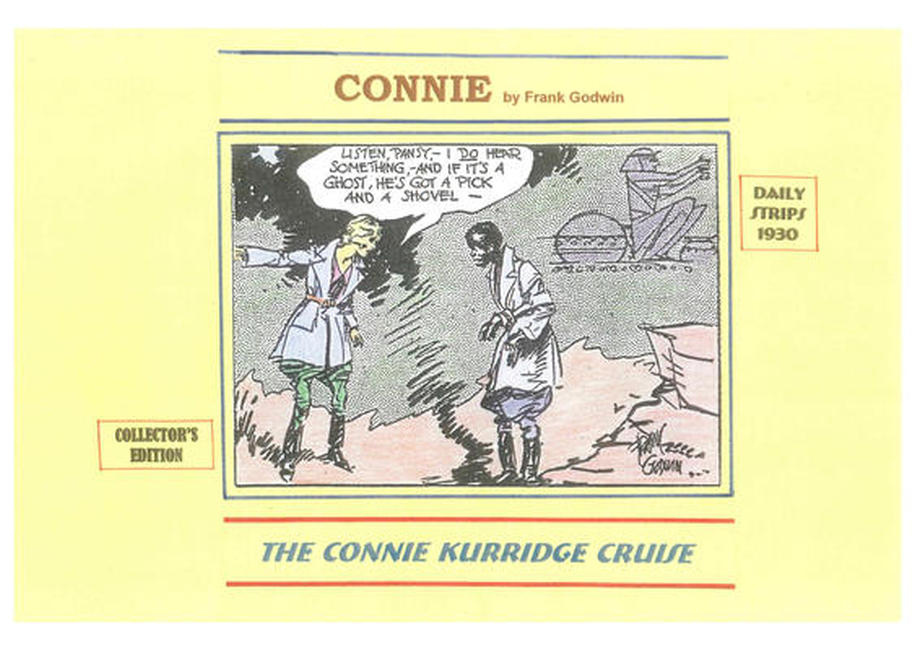 CONNIE by Frank Godwin
LISTEN, PANSY,- I DO HEAR
SOMETHING,-AND IF IT'S A
GHOST, HE'S GOT A PICK
AND A SHOVEL —
DAILY
STRIPS
1930
COLLECTOR'S
EDITION
FRANK
GODWIN
THE CONNIE KURRIDGE CRUISE